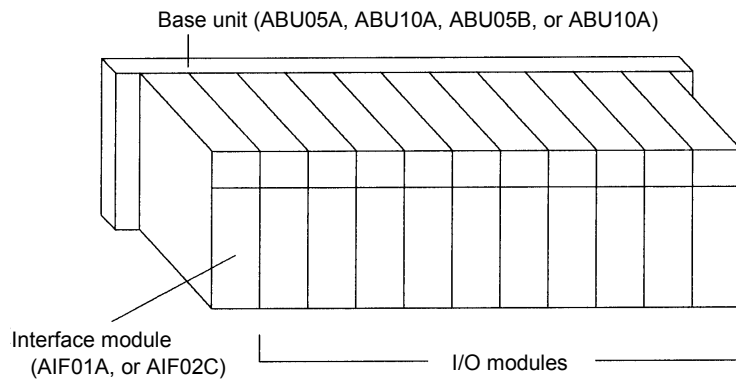 Base unit (ABU05A, ABU10A, ABU05B, or ABU10A)
Interface module
(AIF01A, or AIF02C)
I/O modules